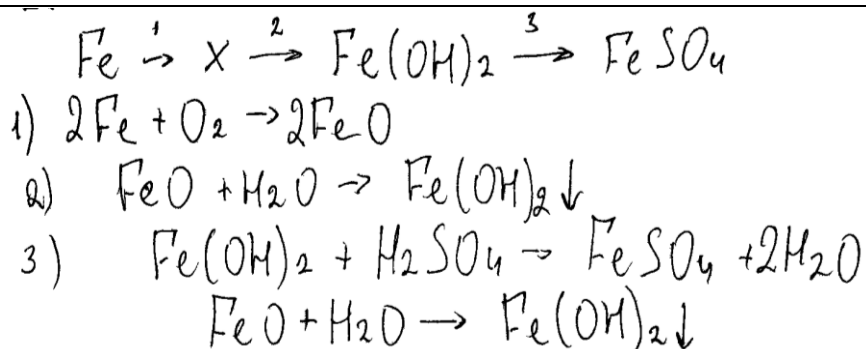 Fe →¹ X →² Fe(OH)₂ →³ FeSO₄
1) 2Fe + O₂ → 2FeO
2) FeO + H₂O → Fe(OH)₂↓
3) Fe(OH)₂ + H₂SO₄ → FeSO₄ + 2H₂O
FeO + H₂O → Fe(OH)₂↓